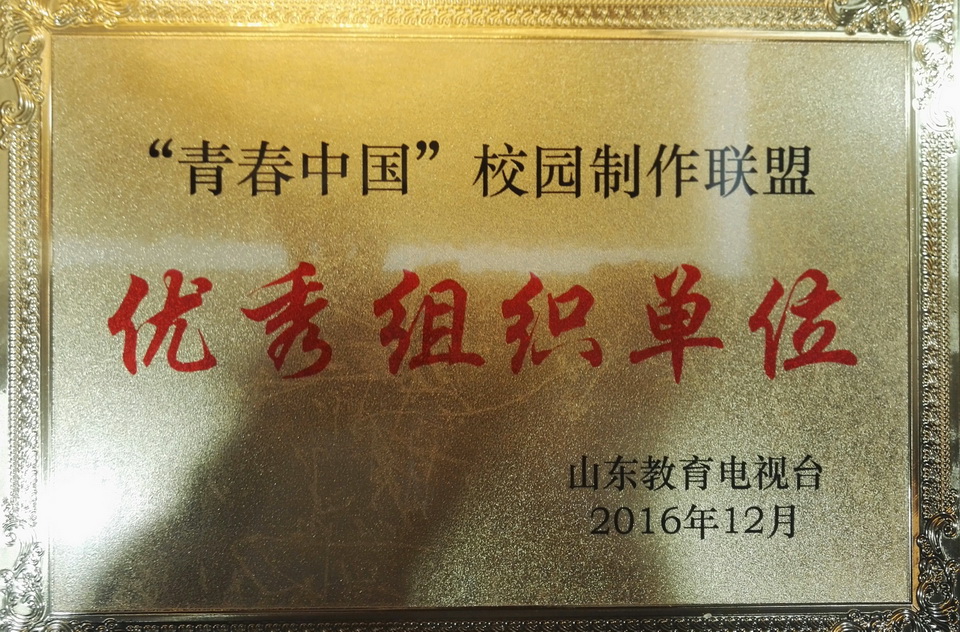 “青春中国”校园制作联盟
优秀组织单位
山东教育电视台
2016年12月